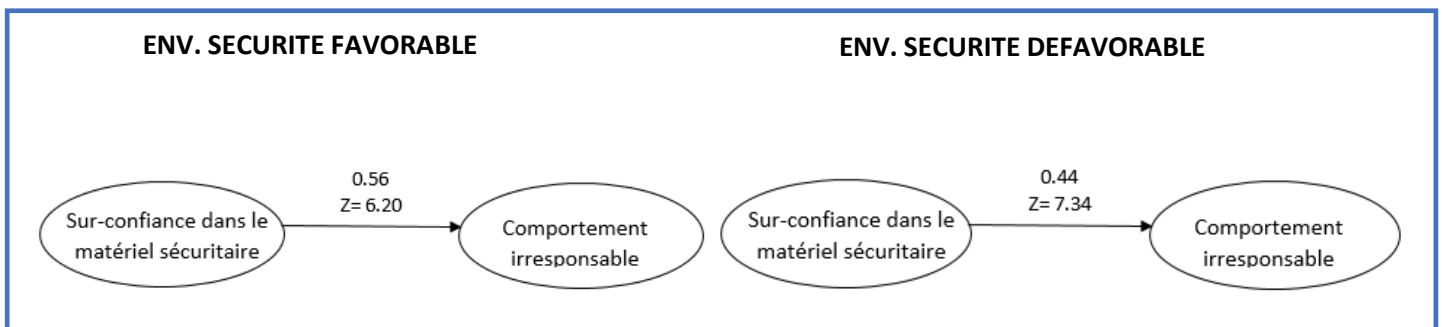 ENV. SECURITE FAVORABLE
ENV. SECURITE DEFAVORABLE
0.56
Z= 6.20
Sur-confiance dans le
matériel sécuritaire
Comportement
irresponsable
0.44
Z= 7.34
Sur-confiance dans le
matériel sécuritaire
Comportement
irresponsable